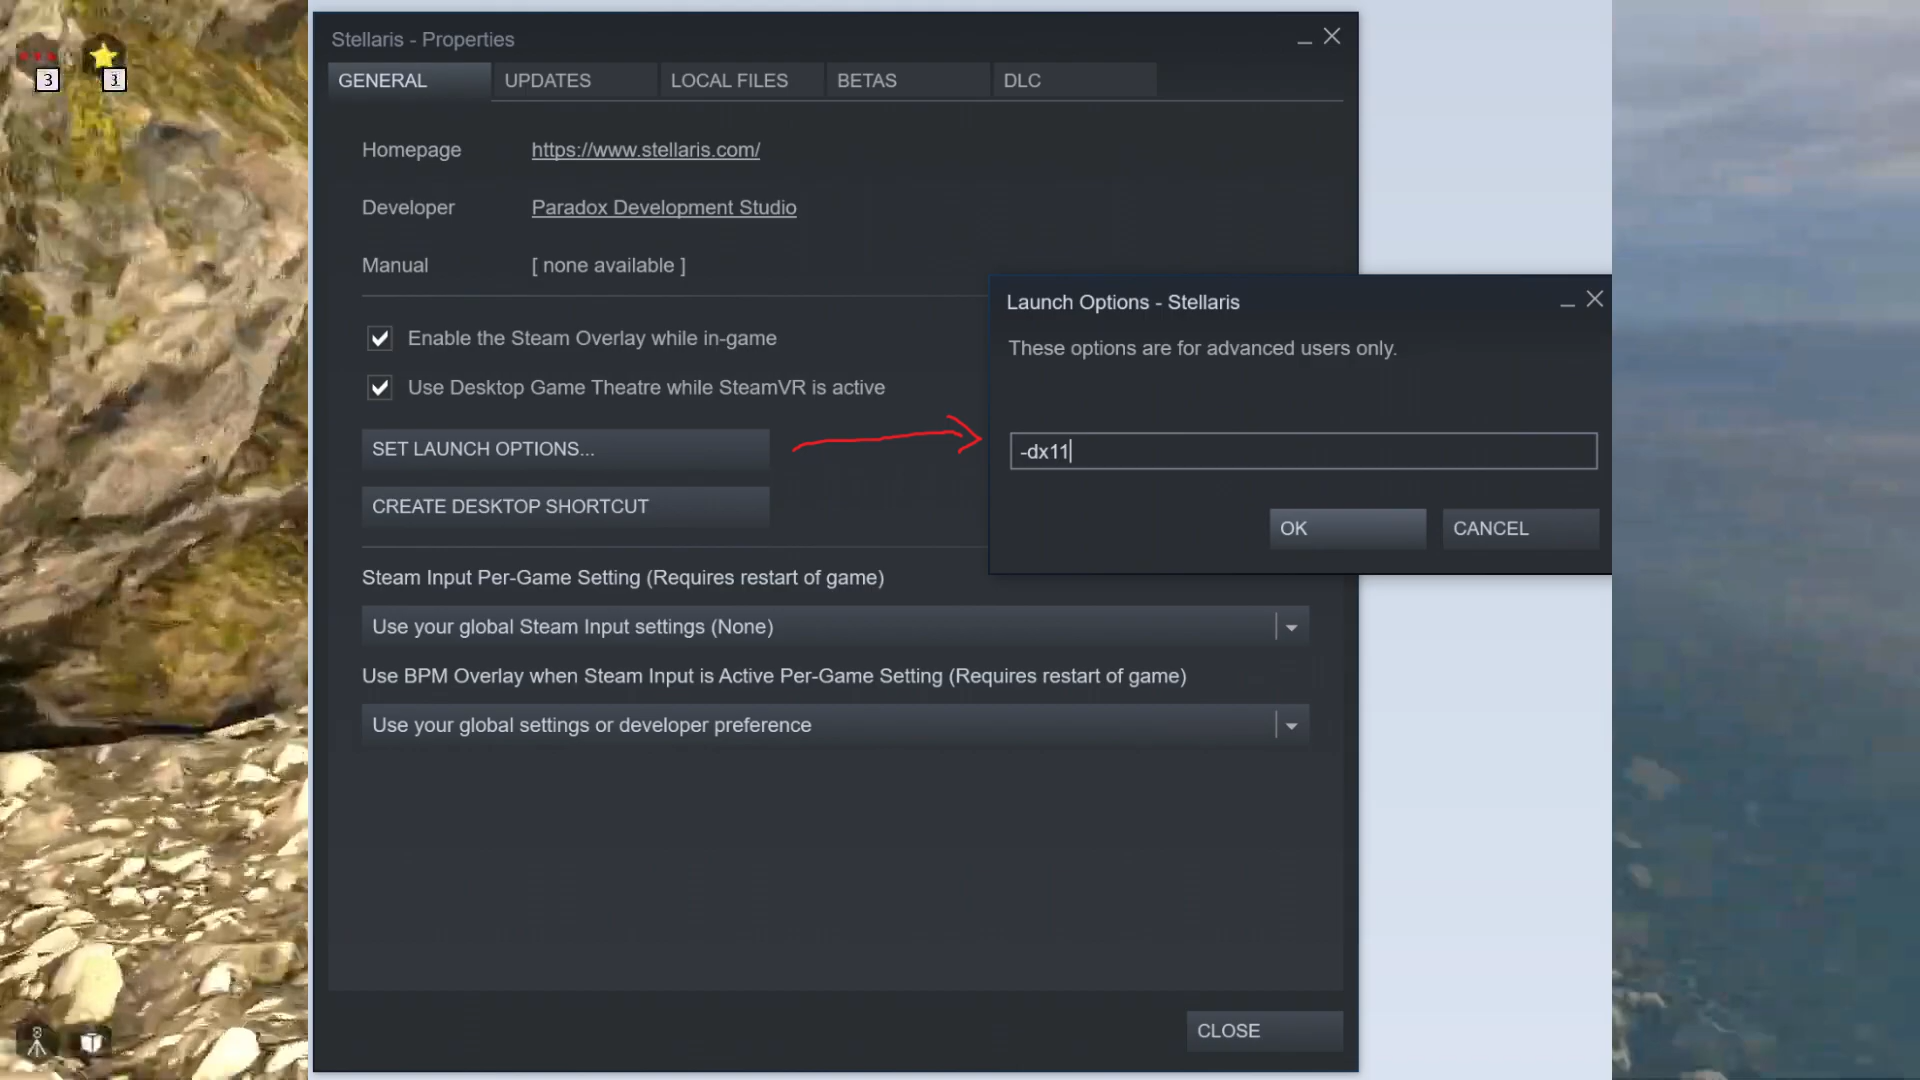 3
1
Stellaris - Properties
GENERAL
UPDATES
LOCAL FILES
BETAS
DLC
Homepage
https://www.stellaris.com/
Developer
Paradox Development Studio
Manual
[ none available ]
Enable the Steam Overlay while in-game
Use Desktop Game Theatre while SteamVR is active
SET LAUNCH OPTIONS...
CREATE DESKTOP SHORTCUT
Launch Options - Stellaris
These options are for advanced users only.
-dx11
OK
CANCEL
Steam Input Per-Game Setting (Requires restart of game)
Use your global Steam Input settings (None)
Use BPM Overlay when Steam Input is Active Per-Game Setting (Requires restart of game)
Use your global settings or developer preference
CLOSE